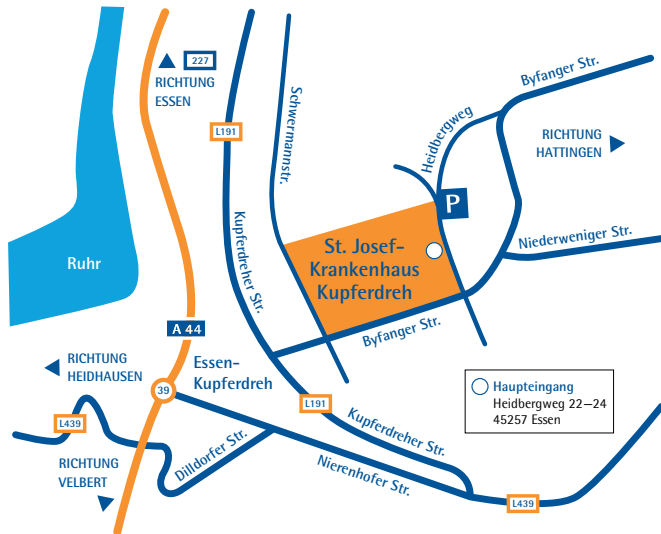 227
RICHTUNG
ESSEN
L191
Schwermannstr.
Heidbergweg
Byfanger Str.
RICHTUNG
HATTINGEN
P
Kupferdreher Str.
St. Josef-
Krankenhaus
Kupferdreh
Niederweniger Str.
Ruhr
A 44
Byfanger Str.
RICHTUNG
HEIDHAUSEN
Essen-
Kupferdreh
39
L191
Haupteingang
Heidbergweg 22–24
45257 Essen
L439
Kupferdreher Str.
Dilldorfer Str.
Nierenhofer Str.
RICHTUNG
VELBERT
L439